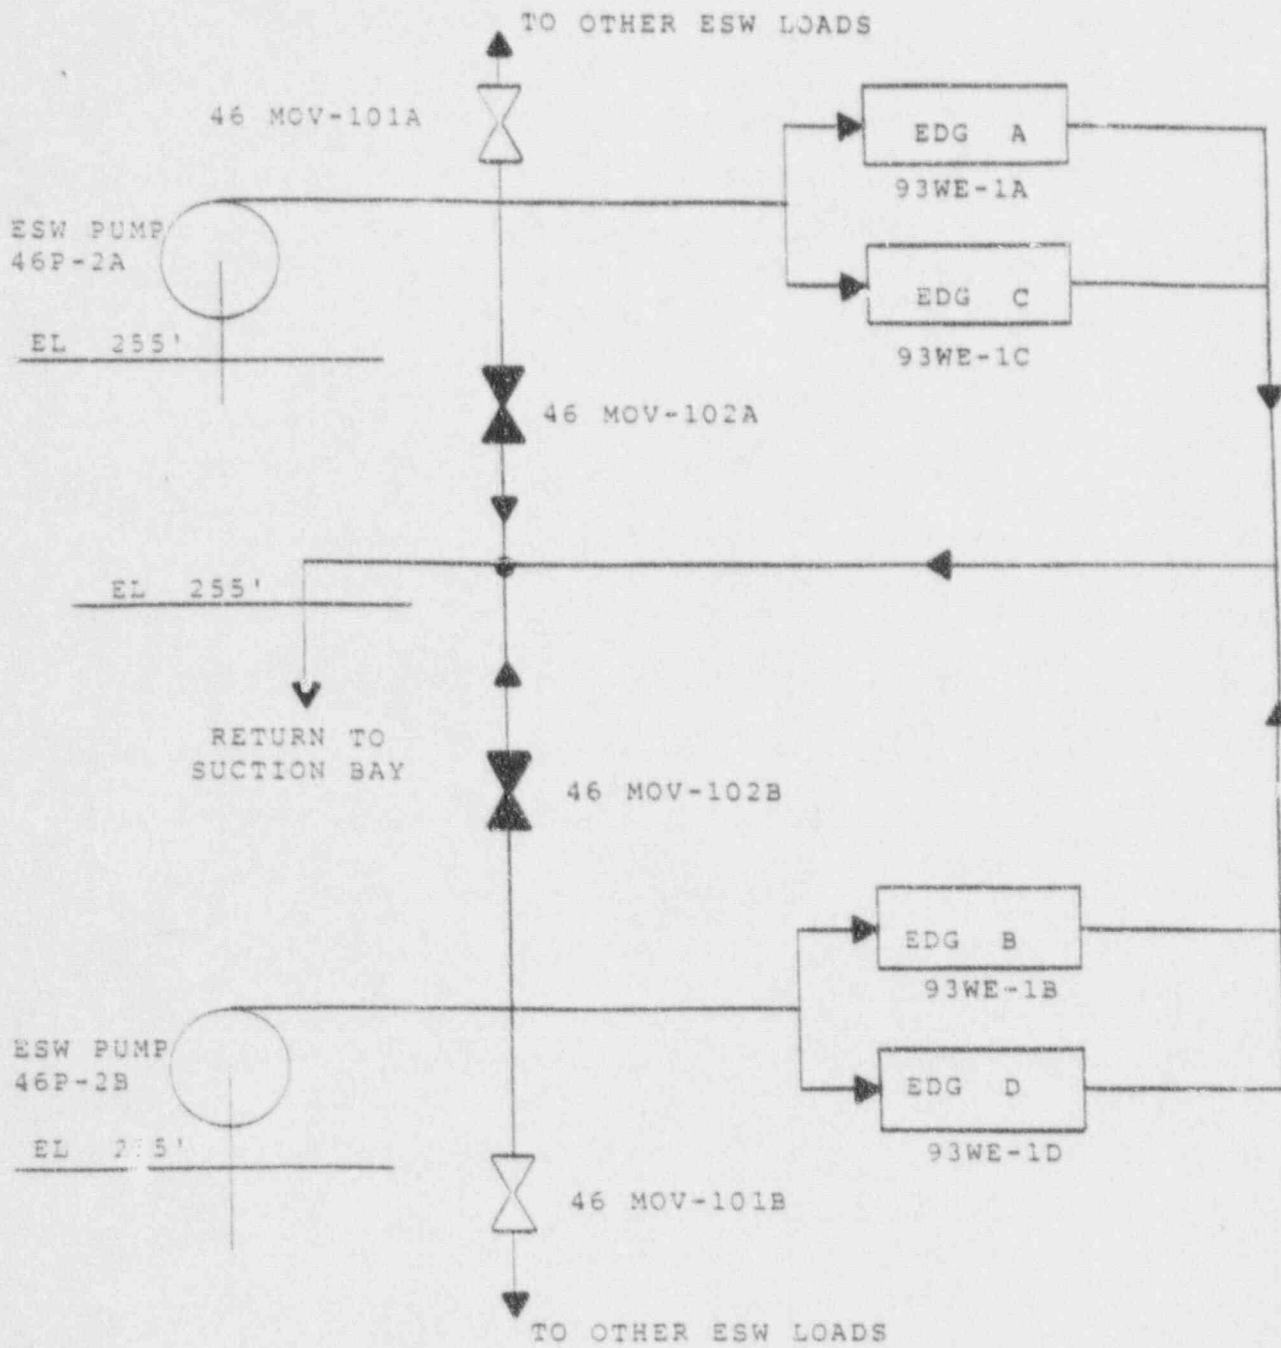 TO OTHER ESW LOADS
46 MOV-101A
EDG A
93WE-1A
ESW PUMP
46P-2A
EDG C
EL 255'
93WE-1C
46 MOV-102A
EL 255'
RETURN TO
SUCTION BAY
46 MOV-102B
EDG B
93WE-1B
ESW PUMP
46P-2B
EDG D
EL 255'
93WE-1D
46 MOV-101B
TO OTHER ESW LOADS